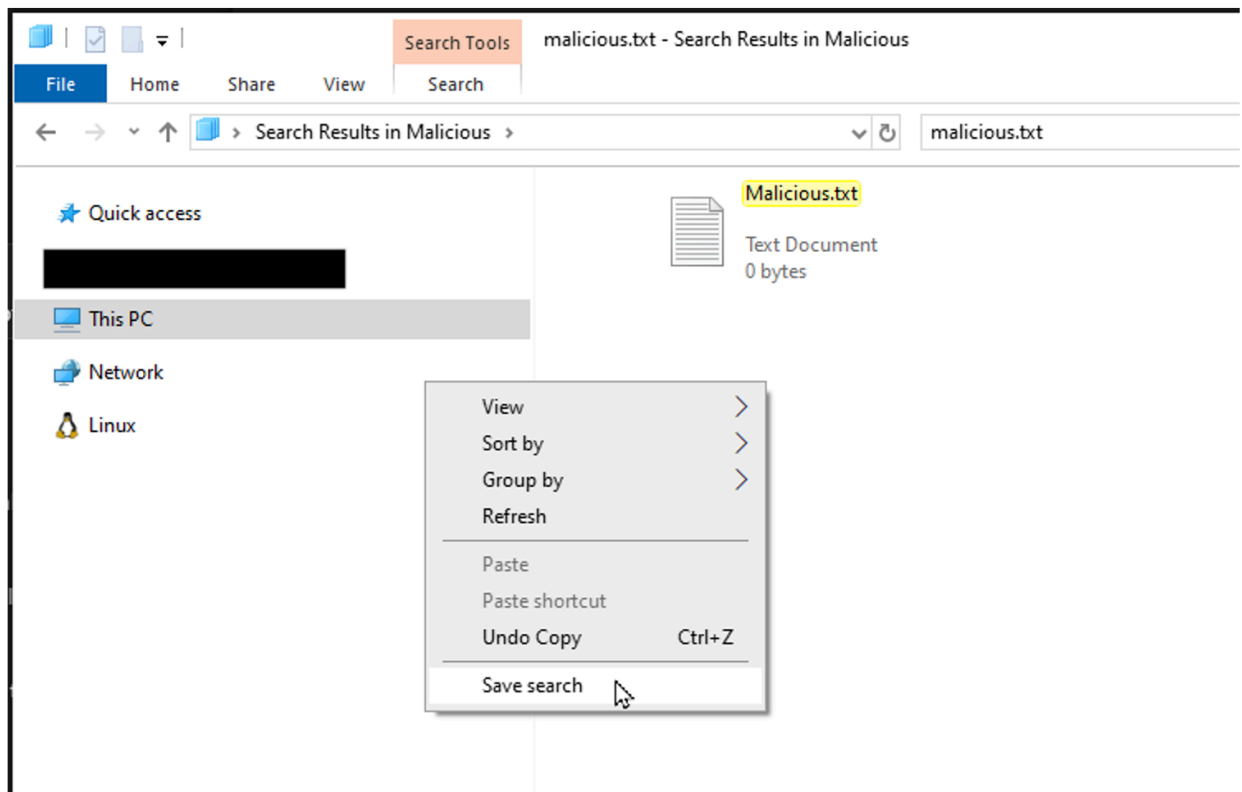 Search Tools
malicious.txt - Search Results in Malicious
File Home Share View Search
Search Results in Malicious
malicious.txt
Quick access
This PC
Network
Linux
Malicious.txt
Text Document
0 bytes
View
Sort by
Group by
Refresh
Paste
Paste shortcut
Undo Copy Ctrl+Z
Save search